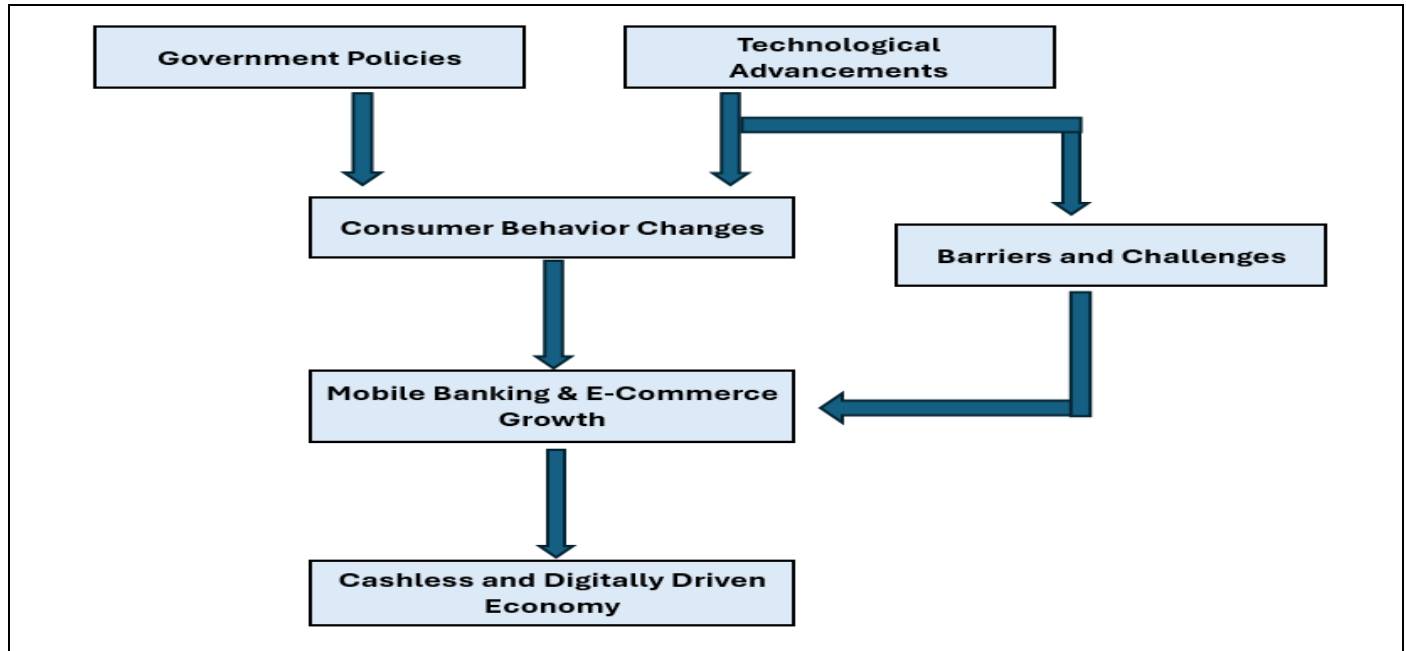 Government Policies
Technological
Advancements
Consumer Behavior Changes
Barriers and Challenges
Mobile Banking & E-Commerce
Growth
Cashless and Digitally Driven
Economy